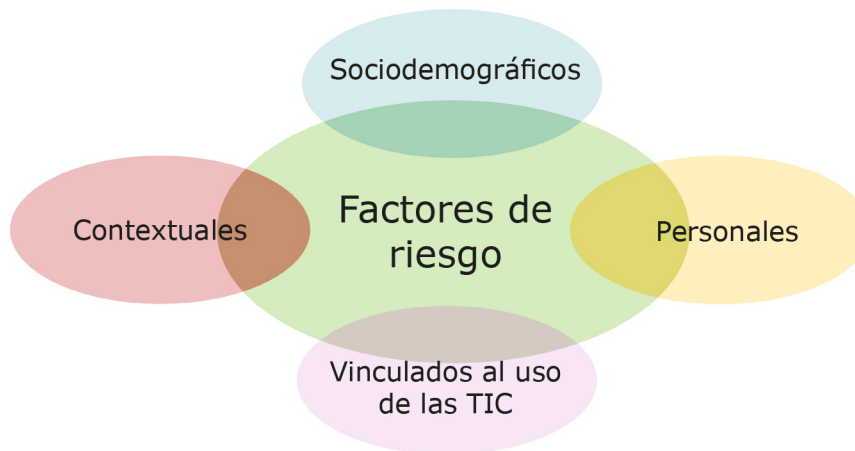 Sociodemográficos
Contextuales
Factores de
riesgo
Personales
Vinculados al uso
de las TIC